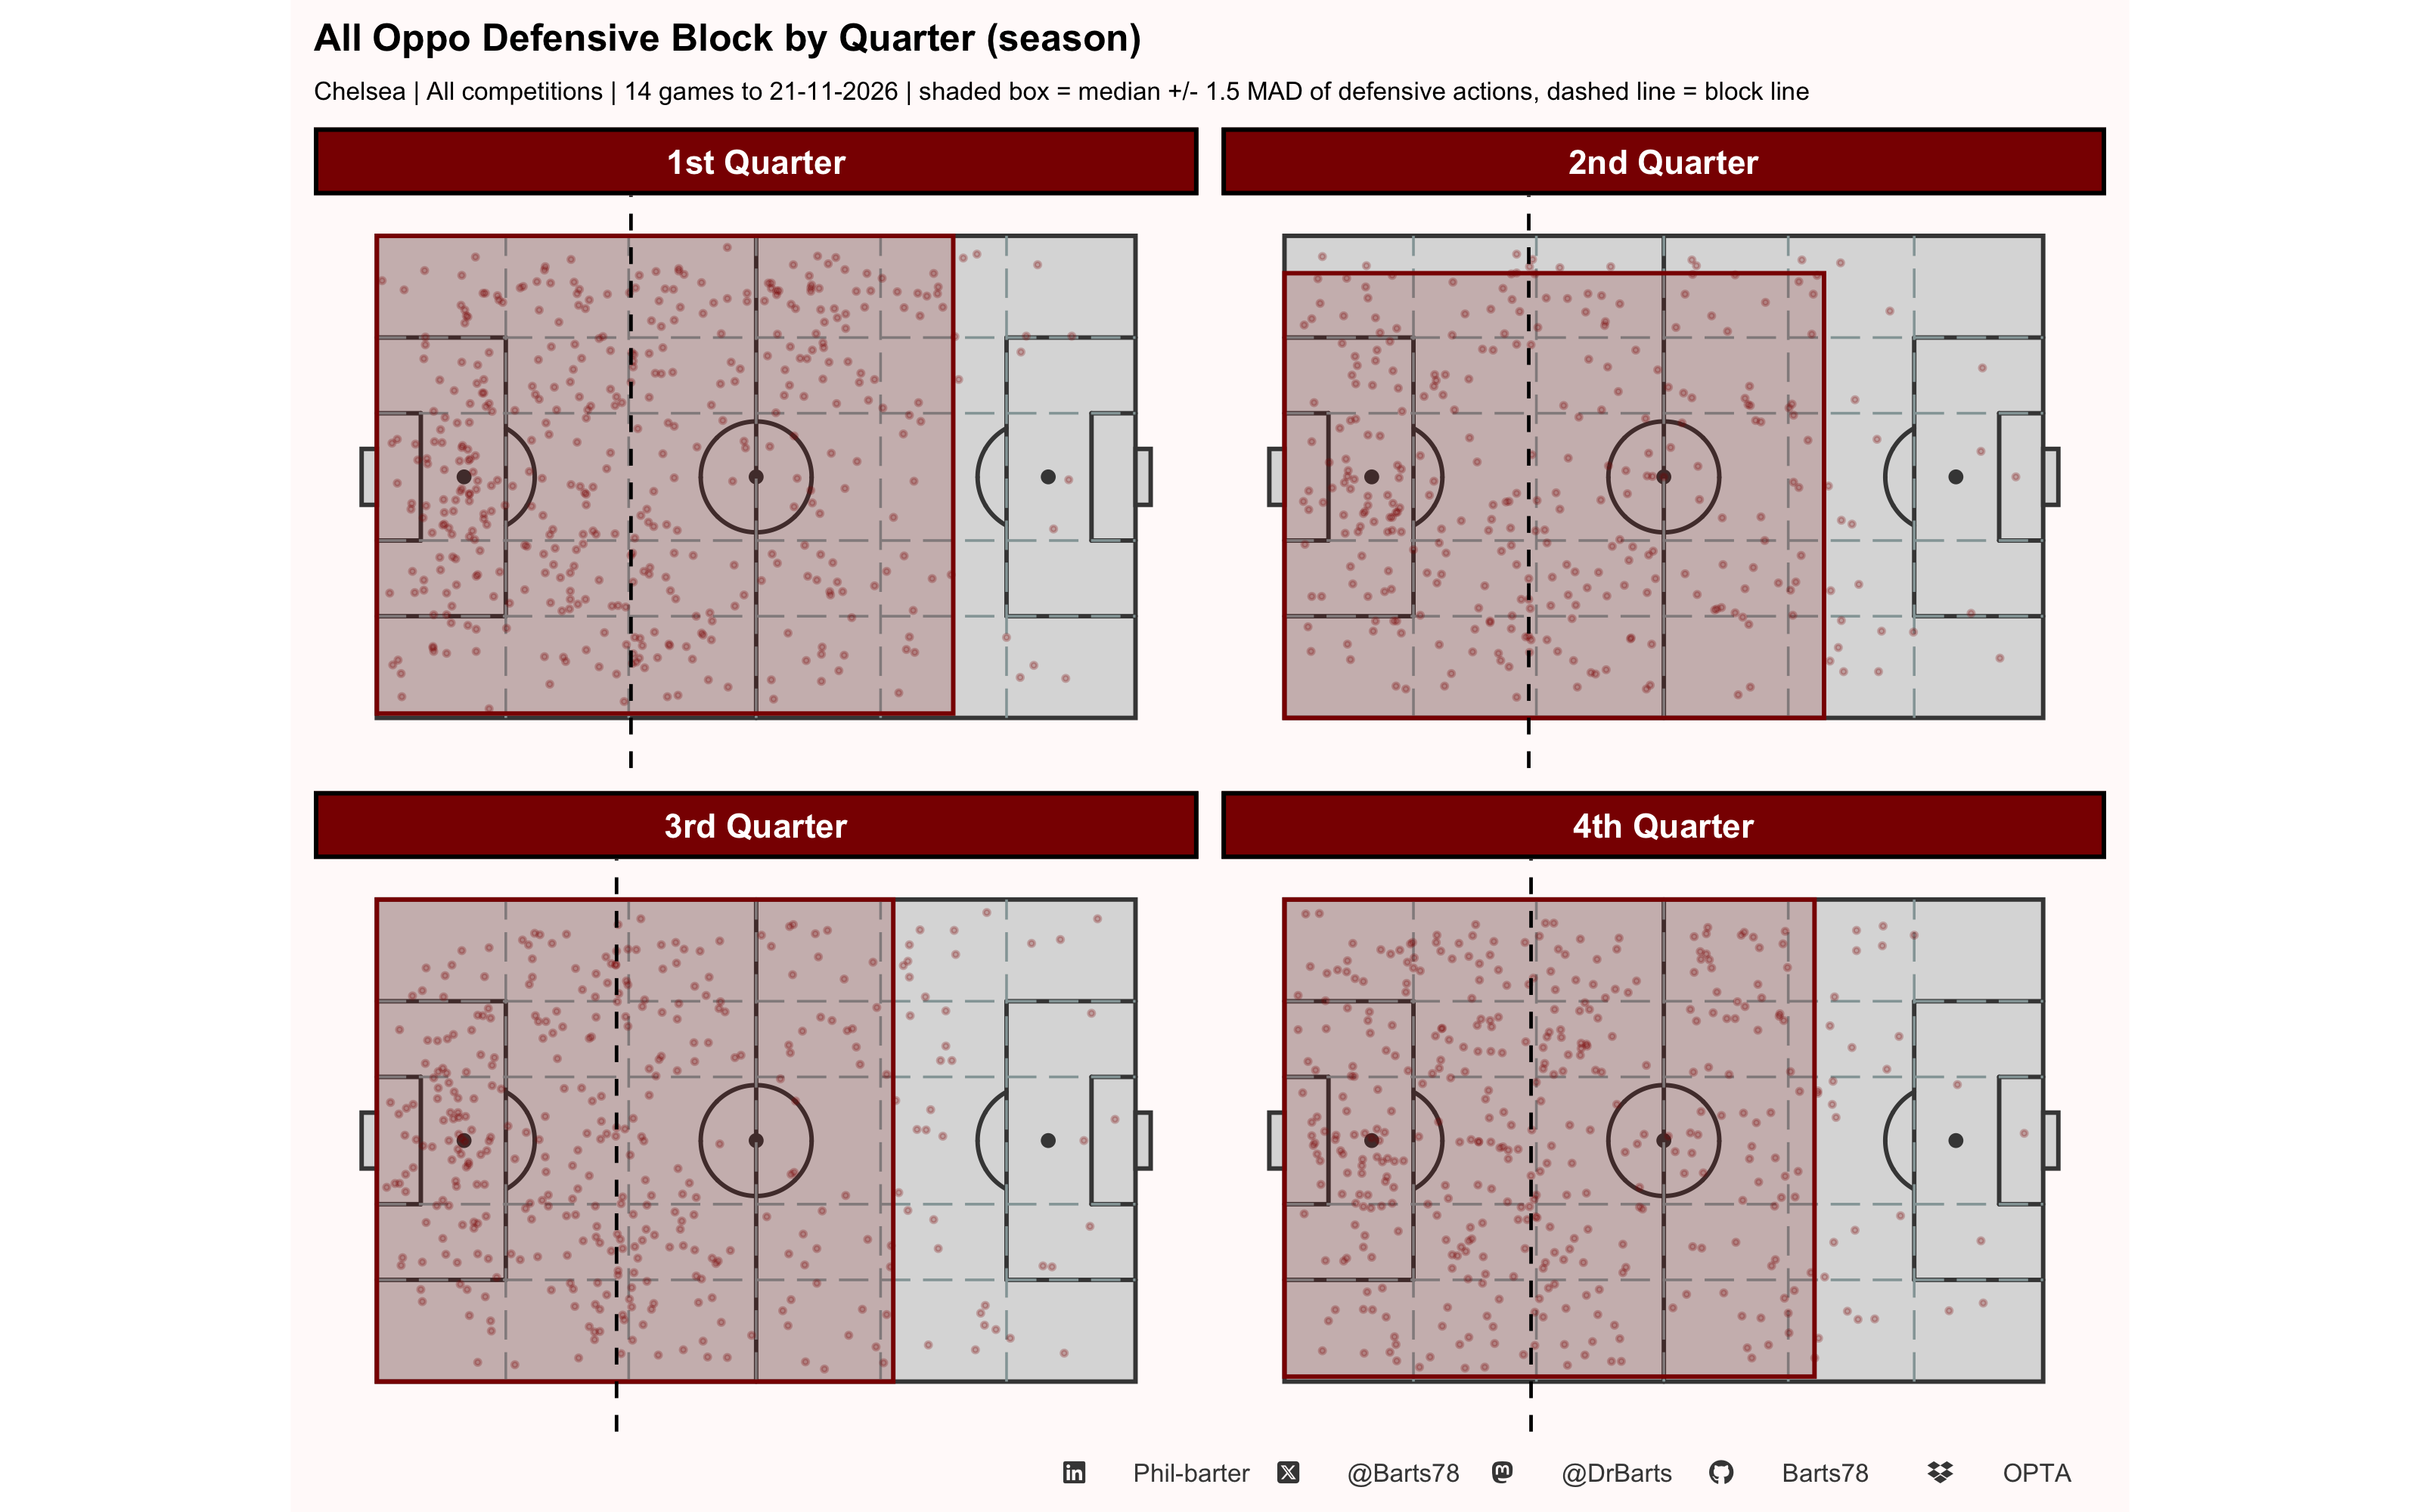 All Oppo Defensive Block by Quarter (season)
Chelsea | All competitions | 14 games to 21-11-2026 | shaded box = median +/- 1.5 MAD of defensive actions, dashed line = block line
1st Quarter
2nd Quarter
3rd Quarter
4th Quarter
Phil-barter @Barts78 @DrBarts Barts78 OPTA